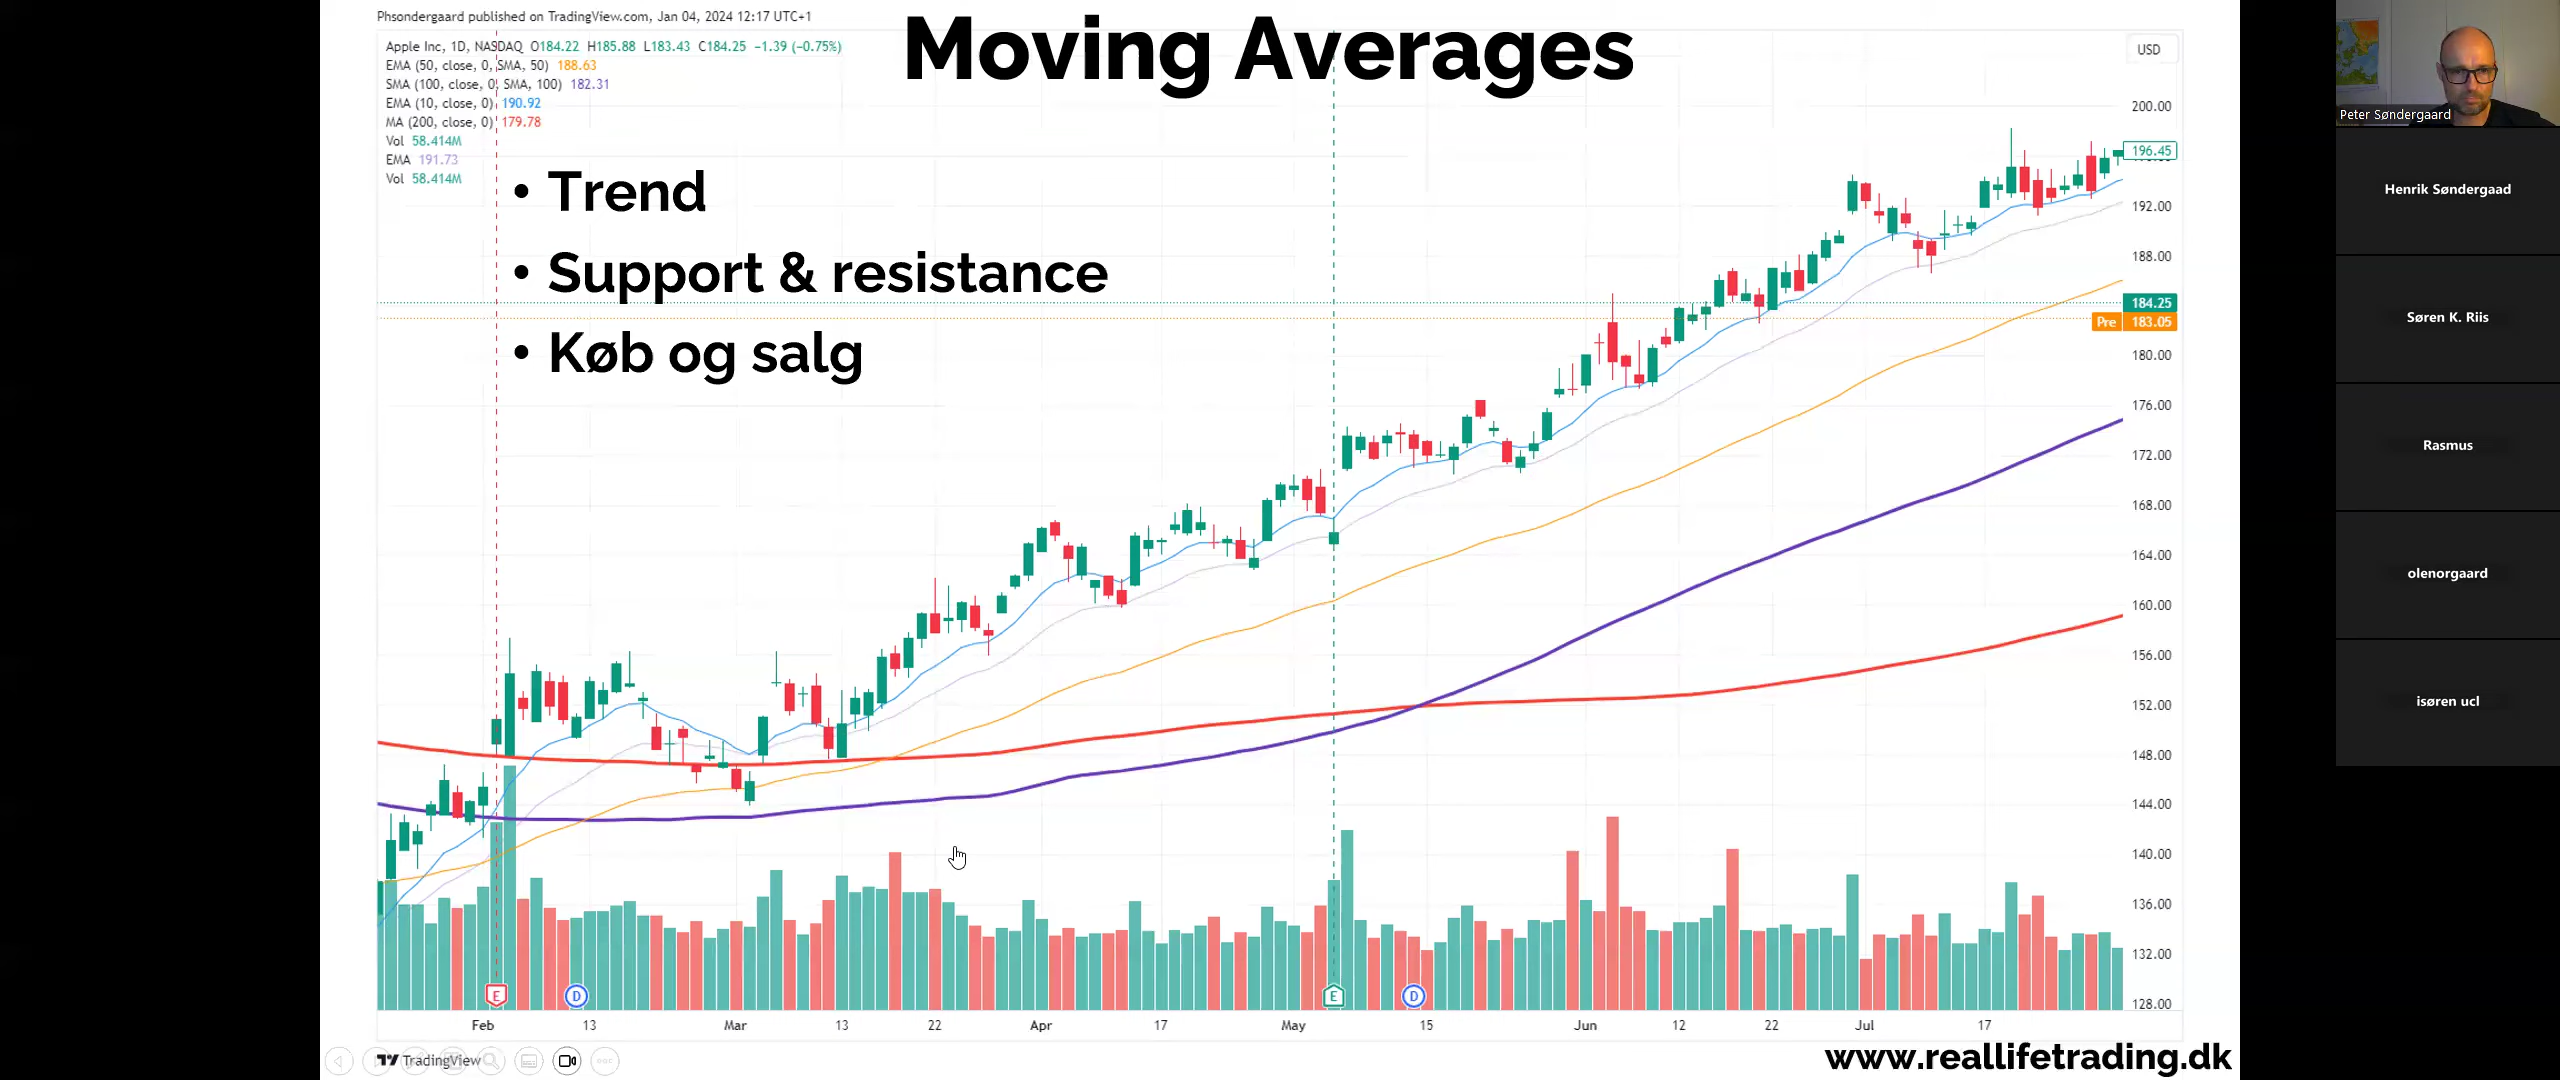 Phsondergaard published on TradingView.com, Jan 04, 2024 12:17 UTC+1
Moving Averages
Apple Inc, 1D, NASDAQ O184.22 H185.88 L183.43 C184.25 −1.39 (−0.75%)
EMA (50, close, 0, SMA, 50) 188.63
SMA (100, close, 0, SMA, 100) 182.31
EMA (10, close, 0) 190.92
MA (200, close, 0) 179.78
Vol 58.414M
EMA 191.73
Vol 58.414M
• Trend
• Support & resistance
• Køb og salg
USD
200.00
196.45
192.00
188.00
184.25
Pre 183.05
180.00
176.00
172.00
168.00
164.00
160.00
156.00
152.00
148.00
144.00
140.00
136.00
132.00
128.00
E D E D
Feb 13 Mar 13 22 Apr 17 May 15 Jun 12 22 Jul 17
TradingView
www.reallifetrading.dk
Peter Søndergaard
Henrik Søndergaad
Søren K. Riis
Rasmus
olenorgaard
isøren ucl